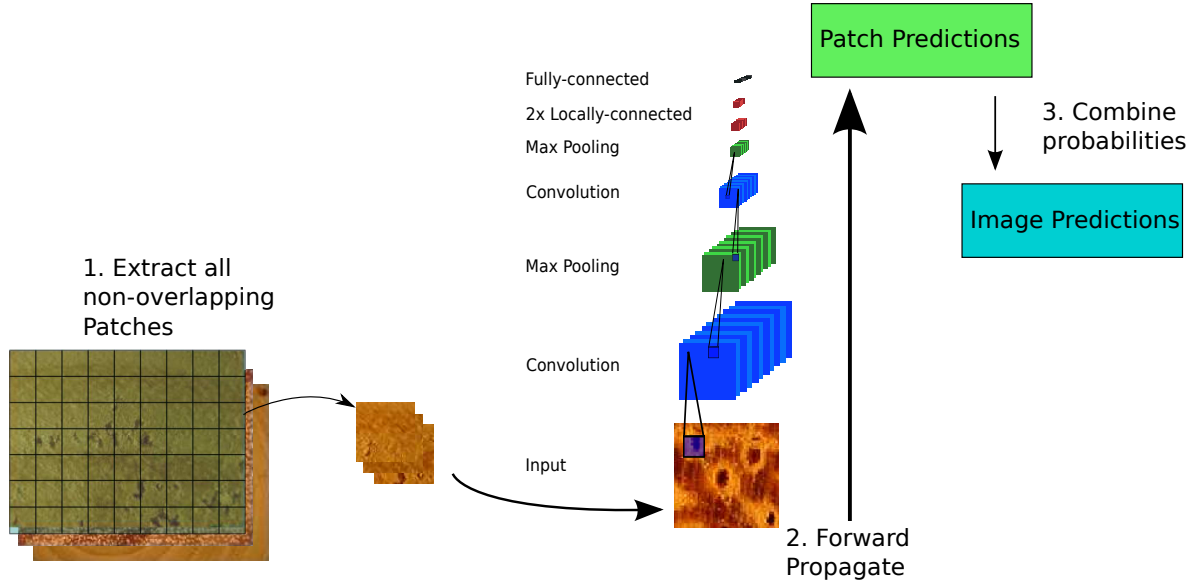 1. Extract all
non-overlapping
Patches
Fully-connected
2x Locally-connected
Max Pooling
Convolution
Max Pooling
Convolution
Input
2. Forward
Propagate
Patch Predictions
3. Combine
probabilities
Image Predictions